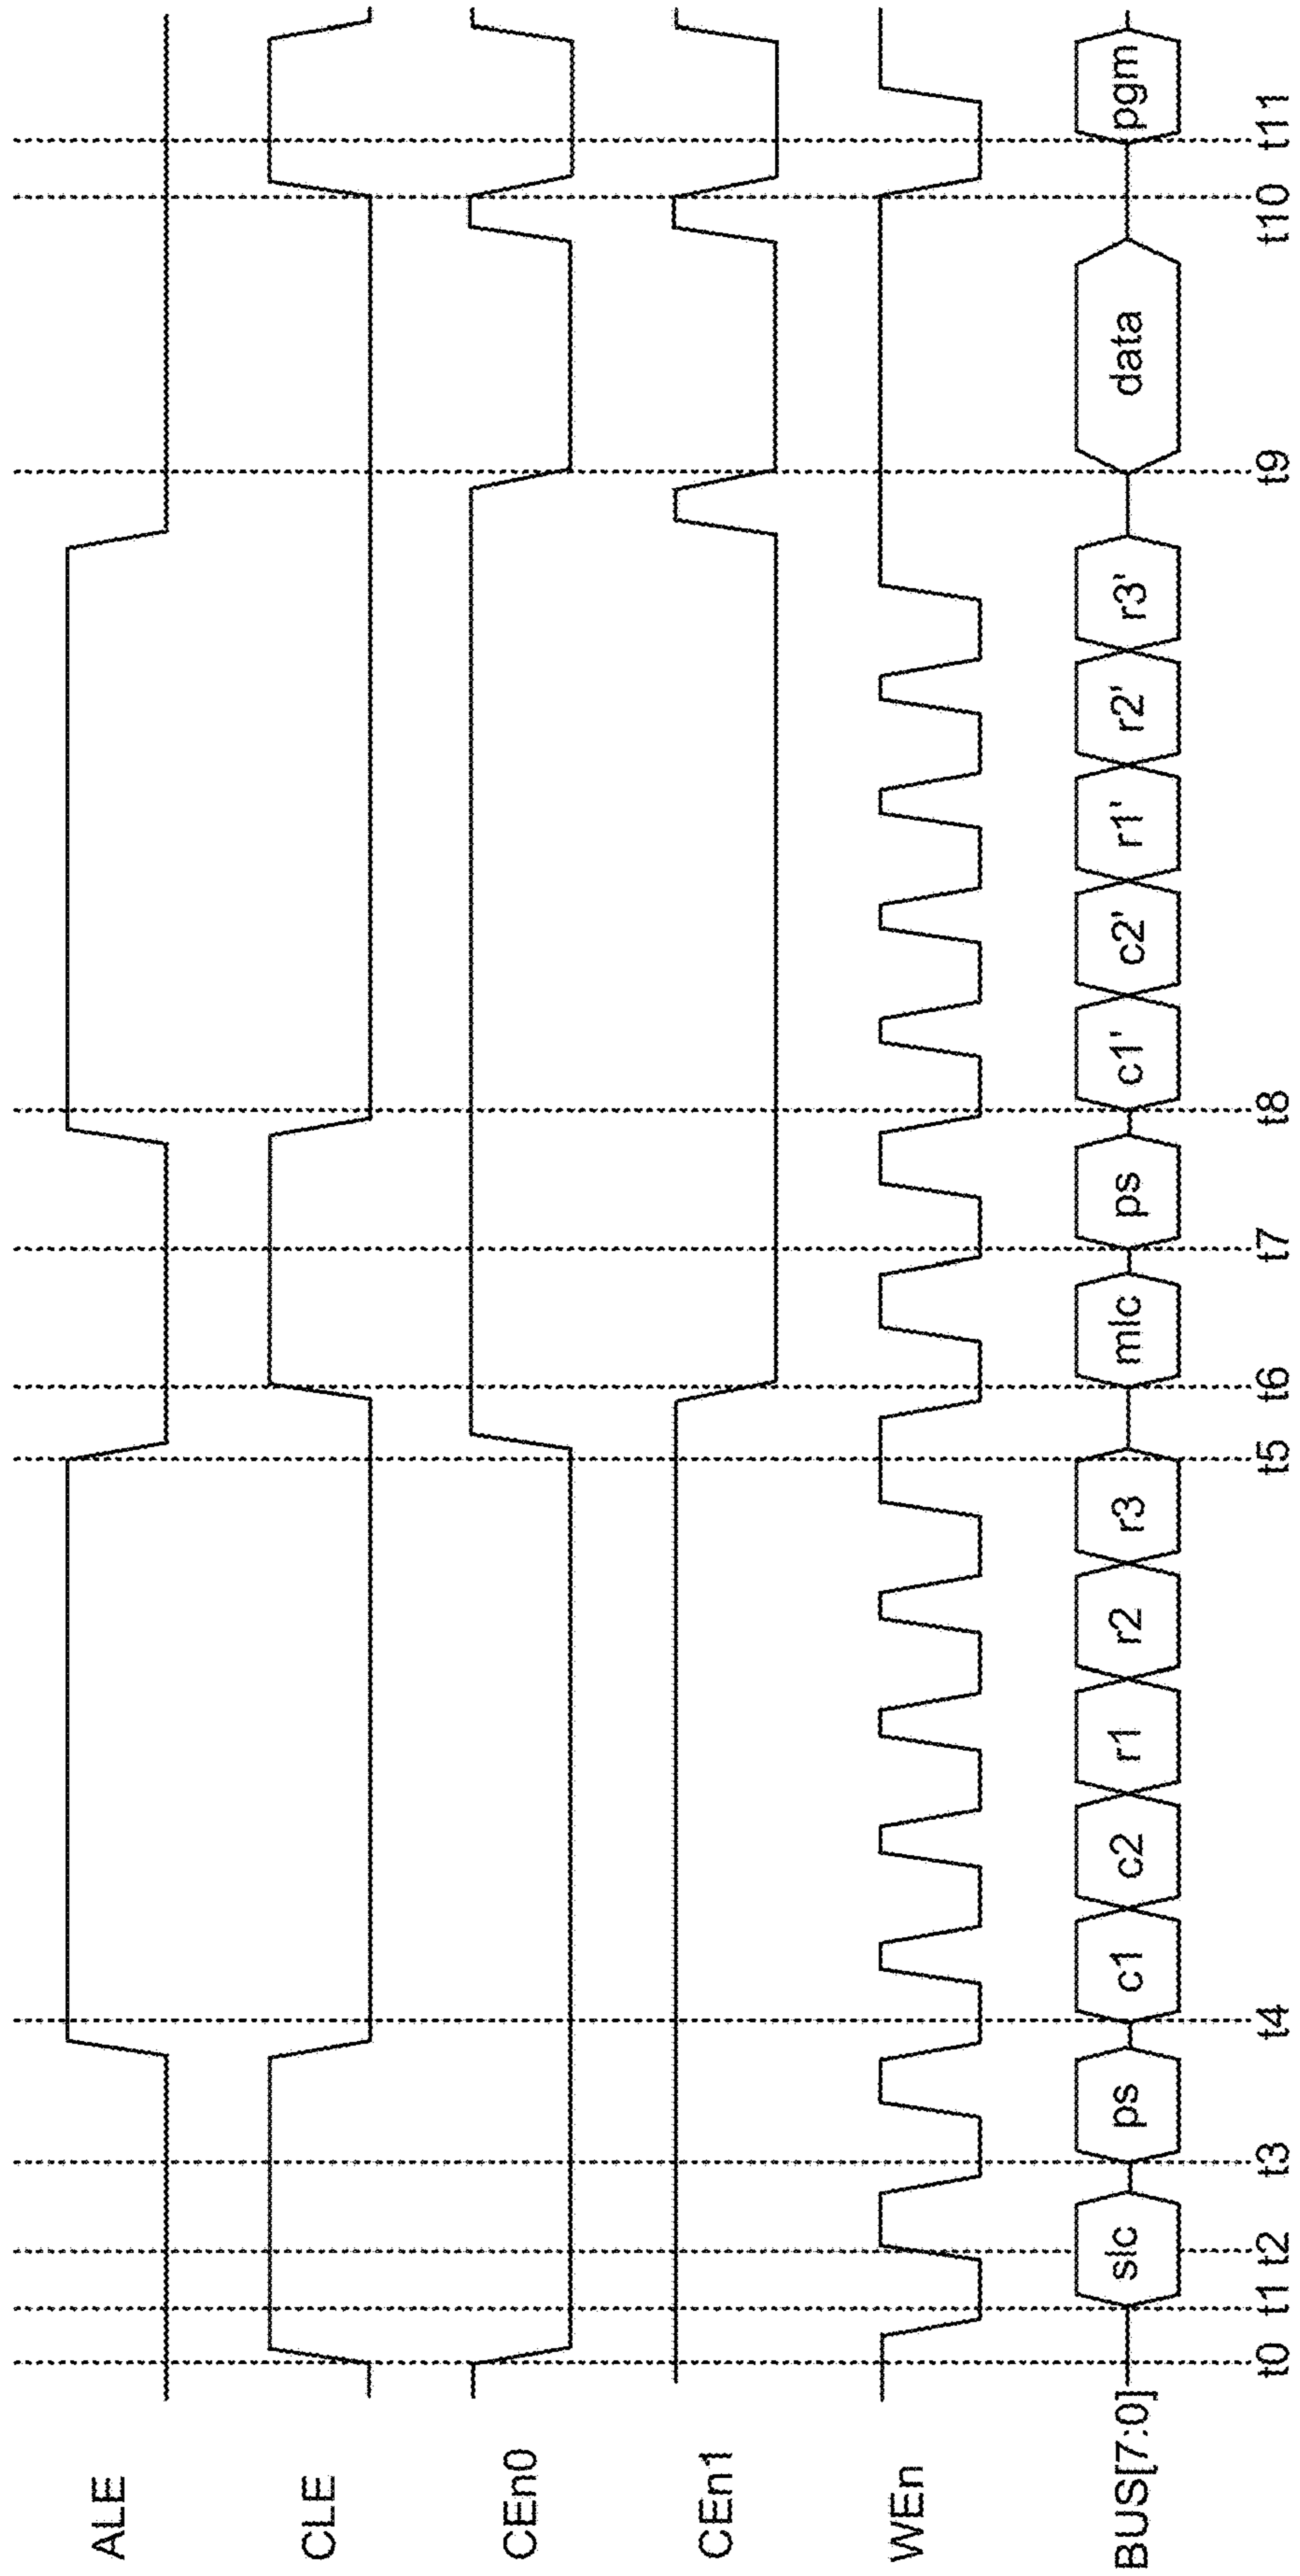 ALE
CLE
CEn0
CEn1
WEn
BUS[7:0] slc ps c1 c2 r1 r2 r3 mlc ps c1' c2' r1' r2' r3' data pgm
t0 t1 t2 t3 t4 t5 t6 t7 t8 t9 t10 t11